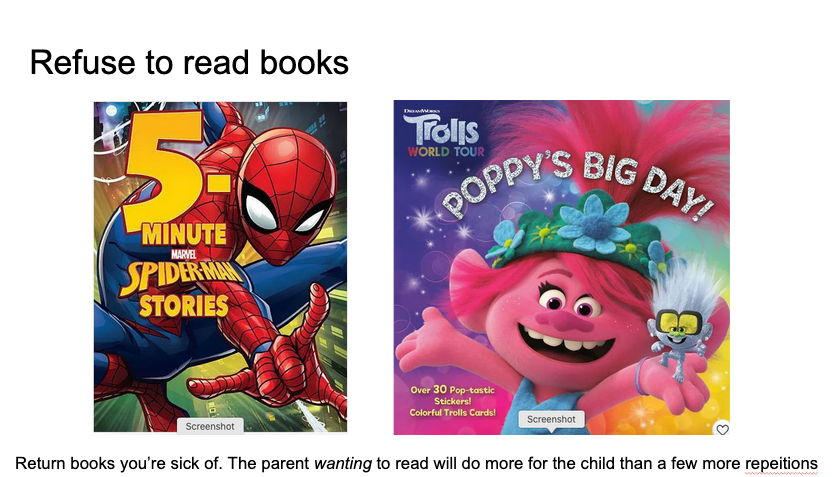 Refuse to read books
5-
MINUTE
MARVEL
SPIDER-MAN
STORIES
Screenshot
DREAMWORKS
Trolls
WORLD TOUR
POPPY'S BIG DAY!
Over 30 Pop-tastic
Stickers!
Colorful Trolls Cards!
Screenshot
Return books you're sick of. The parent wanting to read will do more for the child than a few more repeitions